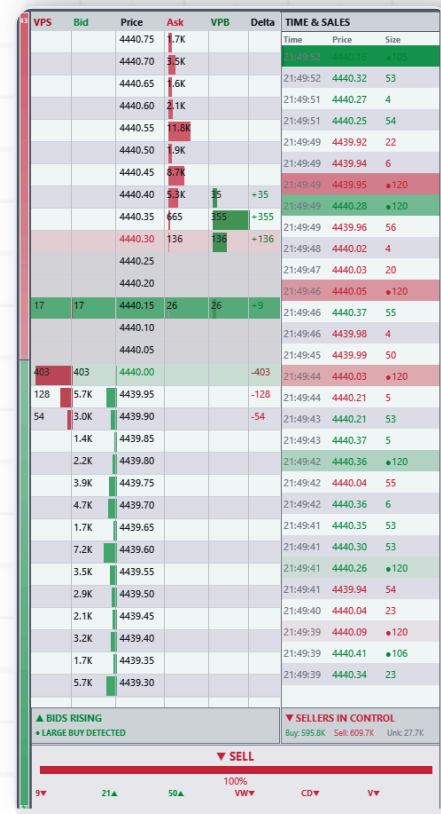 43 VPS Bid Price Ask VPB Delta
4440.75 1.7K
4440.70 3.5K
4440.65 1.6K
4440.60 2.1K
4440.55 11.8K
4440.50 1.9K
4440.45 8.7K
4440.40 5.3K 35 +35
4440.35 665 355 +355
4440.30 136 136 +136
4440.25
4440.20
17 17 4440.15 26 26 +9
4440.10
4440.05
403 403 4440.00 -403
128 5.7K 4439.95 -128
54 3.0K 4439.90 -54
1.4K 4439.85
2.2K 4439.80
3.9K 4439.75
4.7K 4439.70
1.7K 4439.65
7.2K 4439.60
3.5K 4439.55
2.9K 4439.50
2.1K 4439.45
3.2K 4439.40
1.7K 4439.35
5.7K 4439.30
▲ BIDS RISING
• LARGE BUY DETECTED
TIME & SALES
Time Price Size
21:49:52 4440.16 ●105
21:49:52 4440.32 53
21:49:51 4440.27 4
21:49:51 4440.25 54
21:49:49 4439.92 22
21:49:49 4439.94 6
21:49:49 4439.95 ●120
21:49:49 4440.28 ●120
21:49:49 4439.96 56
21:49:48 4440.02 4
21:49:47 4440.03 20
21:49:46 4440.05 ●120
21:49:46 4440.37 55
21:49:46 4439.98 4
21:49:45 4439.99 50
21:49:44 4440.03 ●120
21:49:44 4440.21 5
21:49:43 4440.21 53
21:49:43 4440.37 5
21:49:42 4440.36 ●120
21:49:42 4440.04 55
21:49:42 4440.36 6
21:49:41 4440.35 53
21:49:41 4440.30 53
21:49:41 4440.26 ●120
21:49:41 4439.94 54
21:49:40 4440.04 23
21:49:39 4440.09 ●120
21:49:39 4440.41 ●106
21:49:39 4440.34 23
▼ SELLERS IN CONTROL
Buy: 595.8K Sell: 609.7K Unk: 27.7K
▼ SELL
100%
9▼ 21▲ 50▲ VW▼ CD▼ V▼